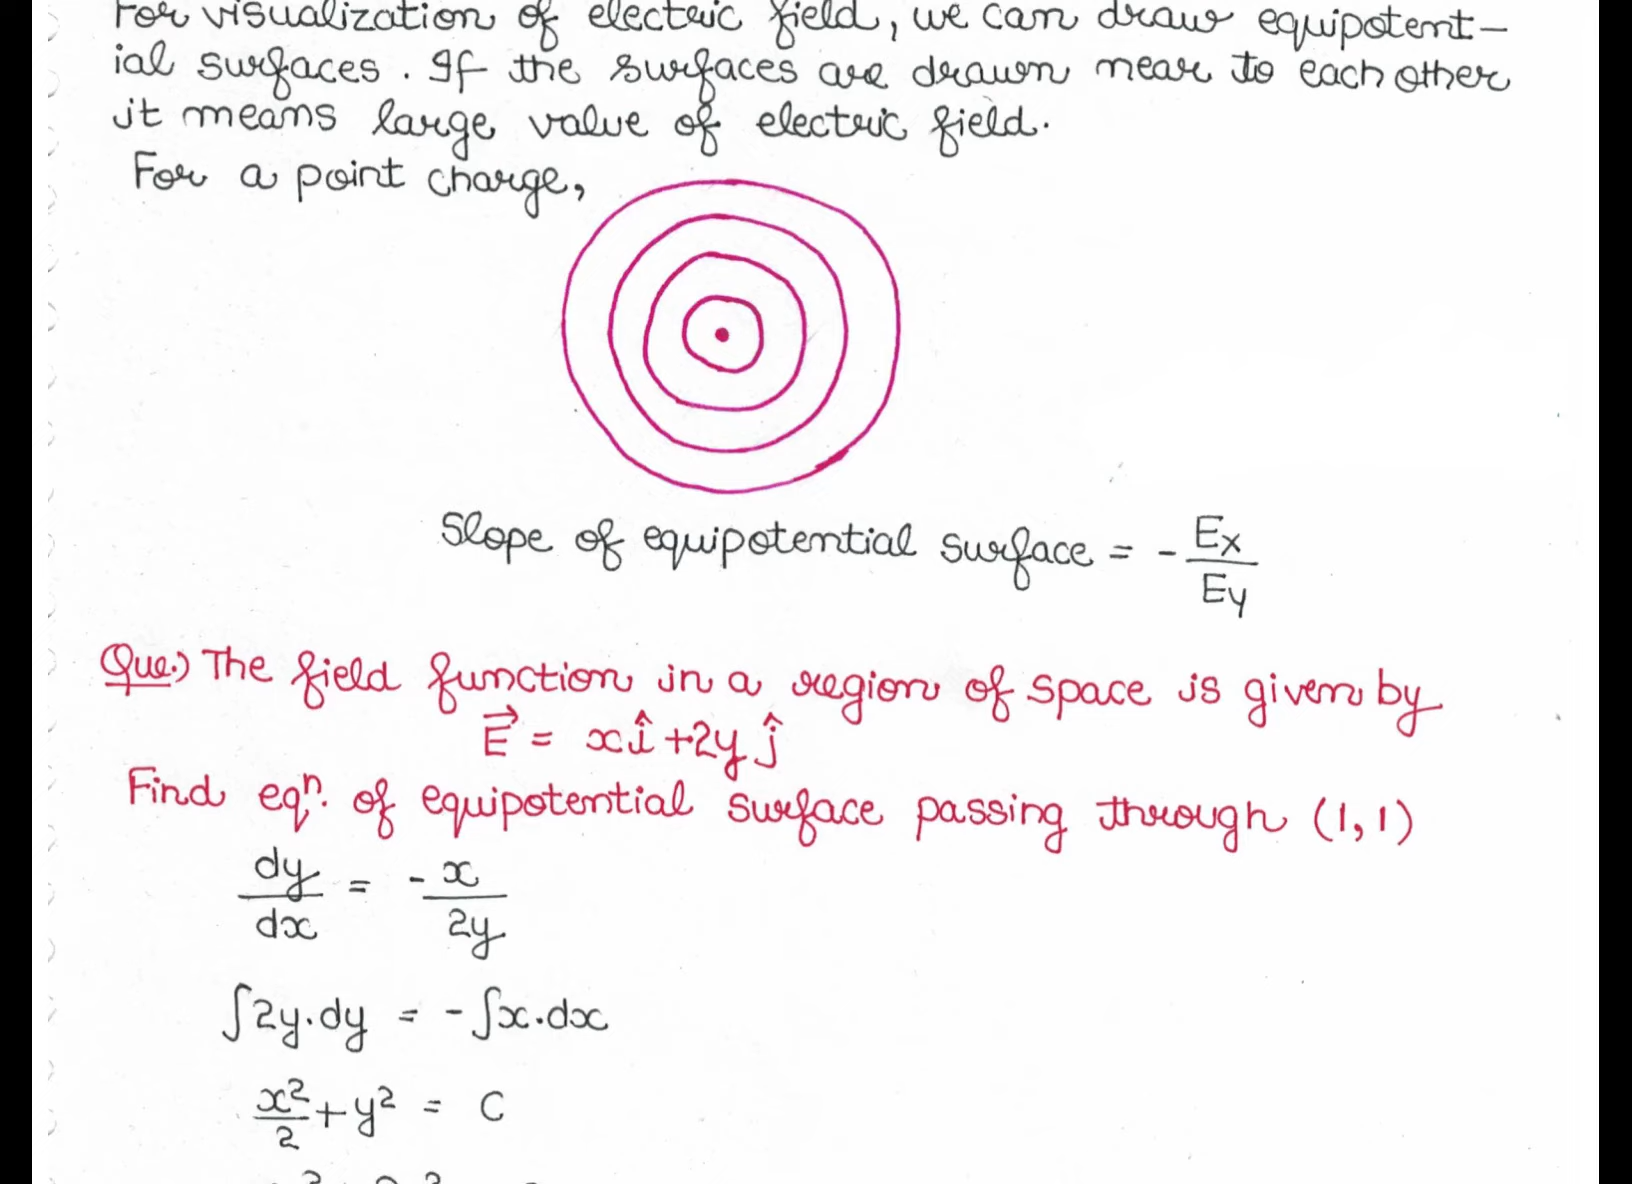 For visualization of electric field, we can draw equipotent-
ial surfaces. If the surfaces are drawn near to each other
it means large value of electric field.
For a point charge,
Slope of equipotential surface = - Ex/Ey
Que.) The field function in a region of space is given by
E⃗ = xî + 2yĵ
Find eqⁿ. of equipotential surface passing through (1,1)
dy/dx = - x/2y
∫2y.dy = - ∫x.dx
x²/2 + y² = C